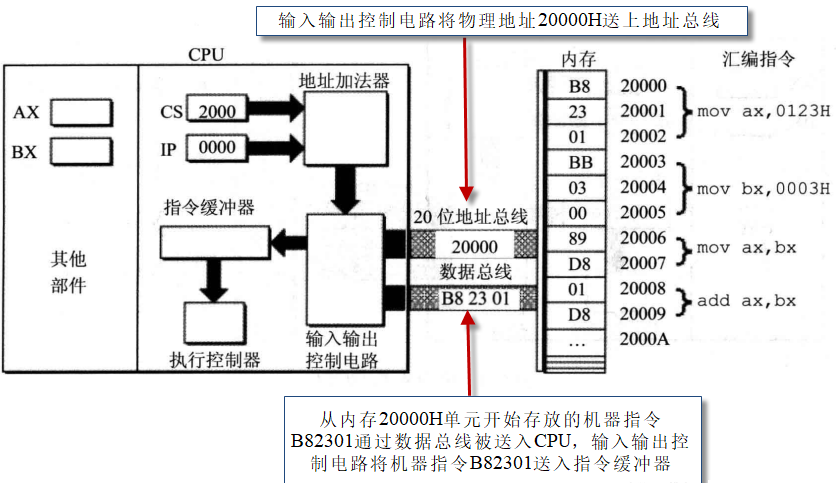 输入输出控制电路将物理地址20000H送上地址总线
CPU
内存
汇编指令
地址加法器
AX
BX
CS
2000
IP
0000
B8
20000
23
20001
mov ax,0123H
01
20002
BB
20003
03
20004
mov bx,0003H
00
20005
89
20006
mov ax,bx
D8
20007
01
20008
add ax,bx
D8
20009
…
2000A
指令缓冲器
20 位地址总线
20000
数据总线
B8 23 01
其他
部件
执行控制器
输入输出
控制电路
从内存20000H单元开始存放的机器指令
B82301通过数据总线被送入CPU，输入输出控
制电路将机器指令B82301送入指令缓冲器